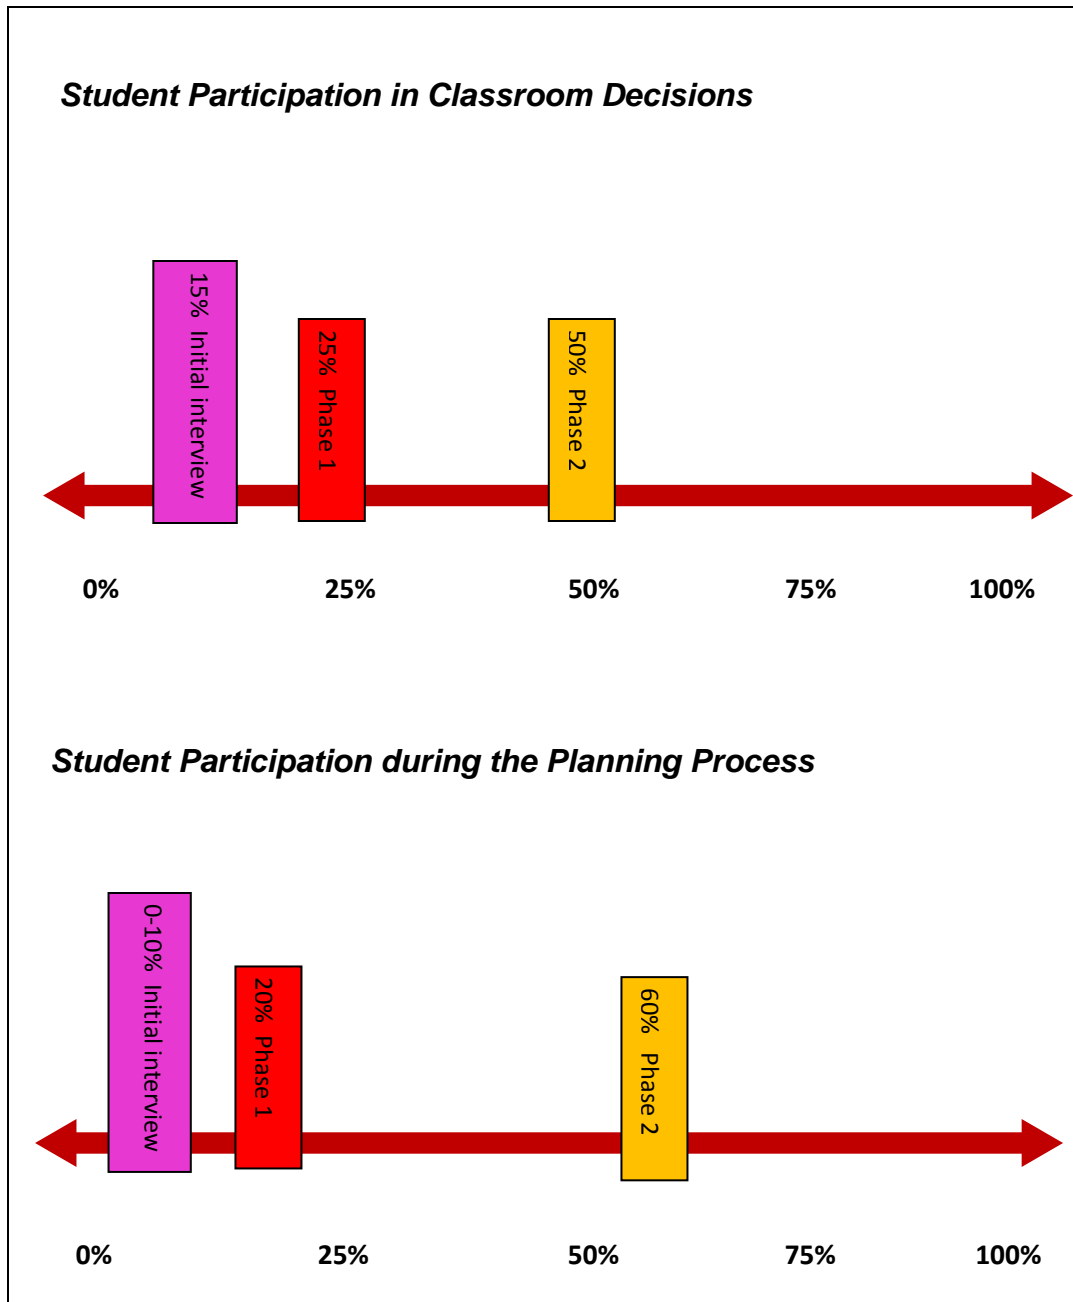 Student Participation in Classroom Decisions
15% Initial interview
25% Phase 1
50% Phase 2
0% 25% 50% 75% 100%
Student Participation during the Planning Process
0-10% Initial interview
20% Phase 1
60% Phase 2
0% 25% 50% 75% 100%